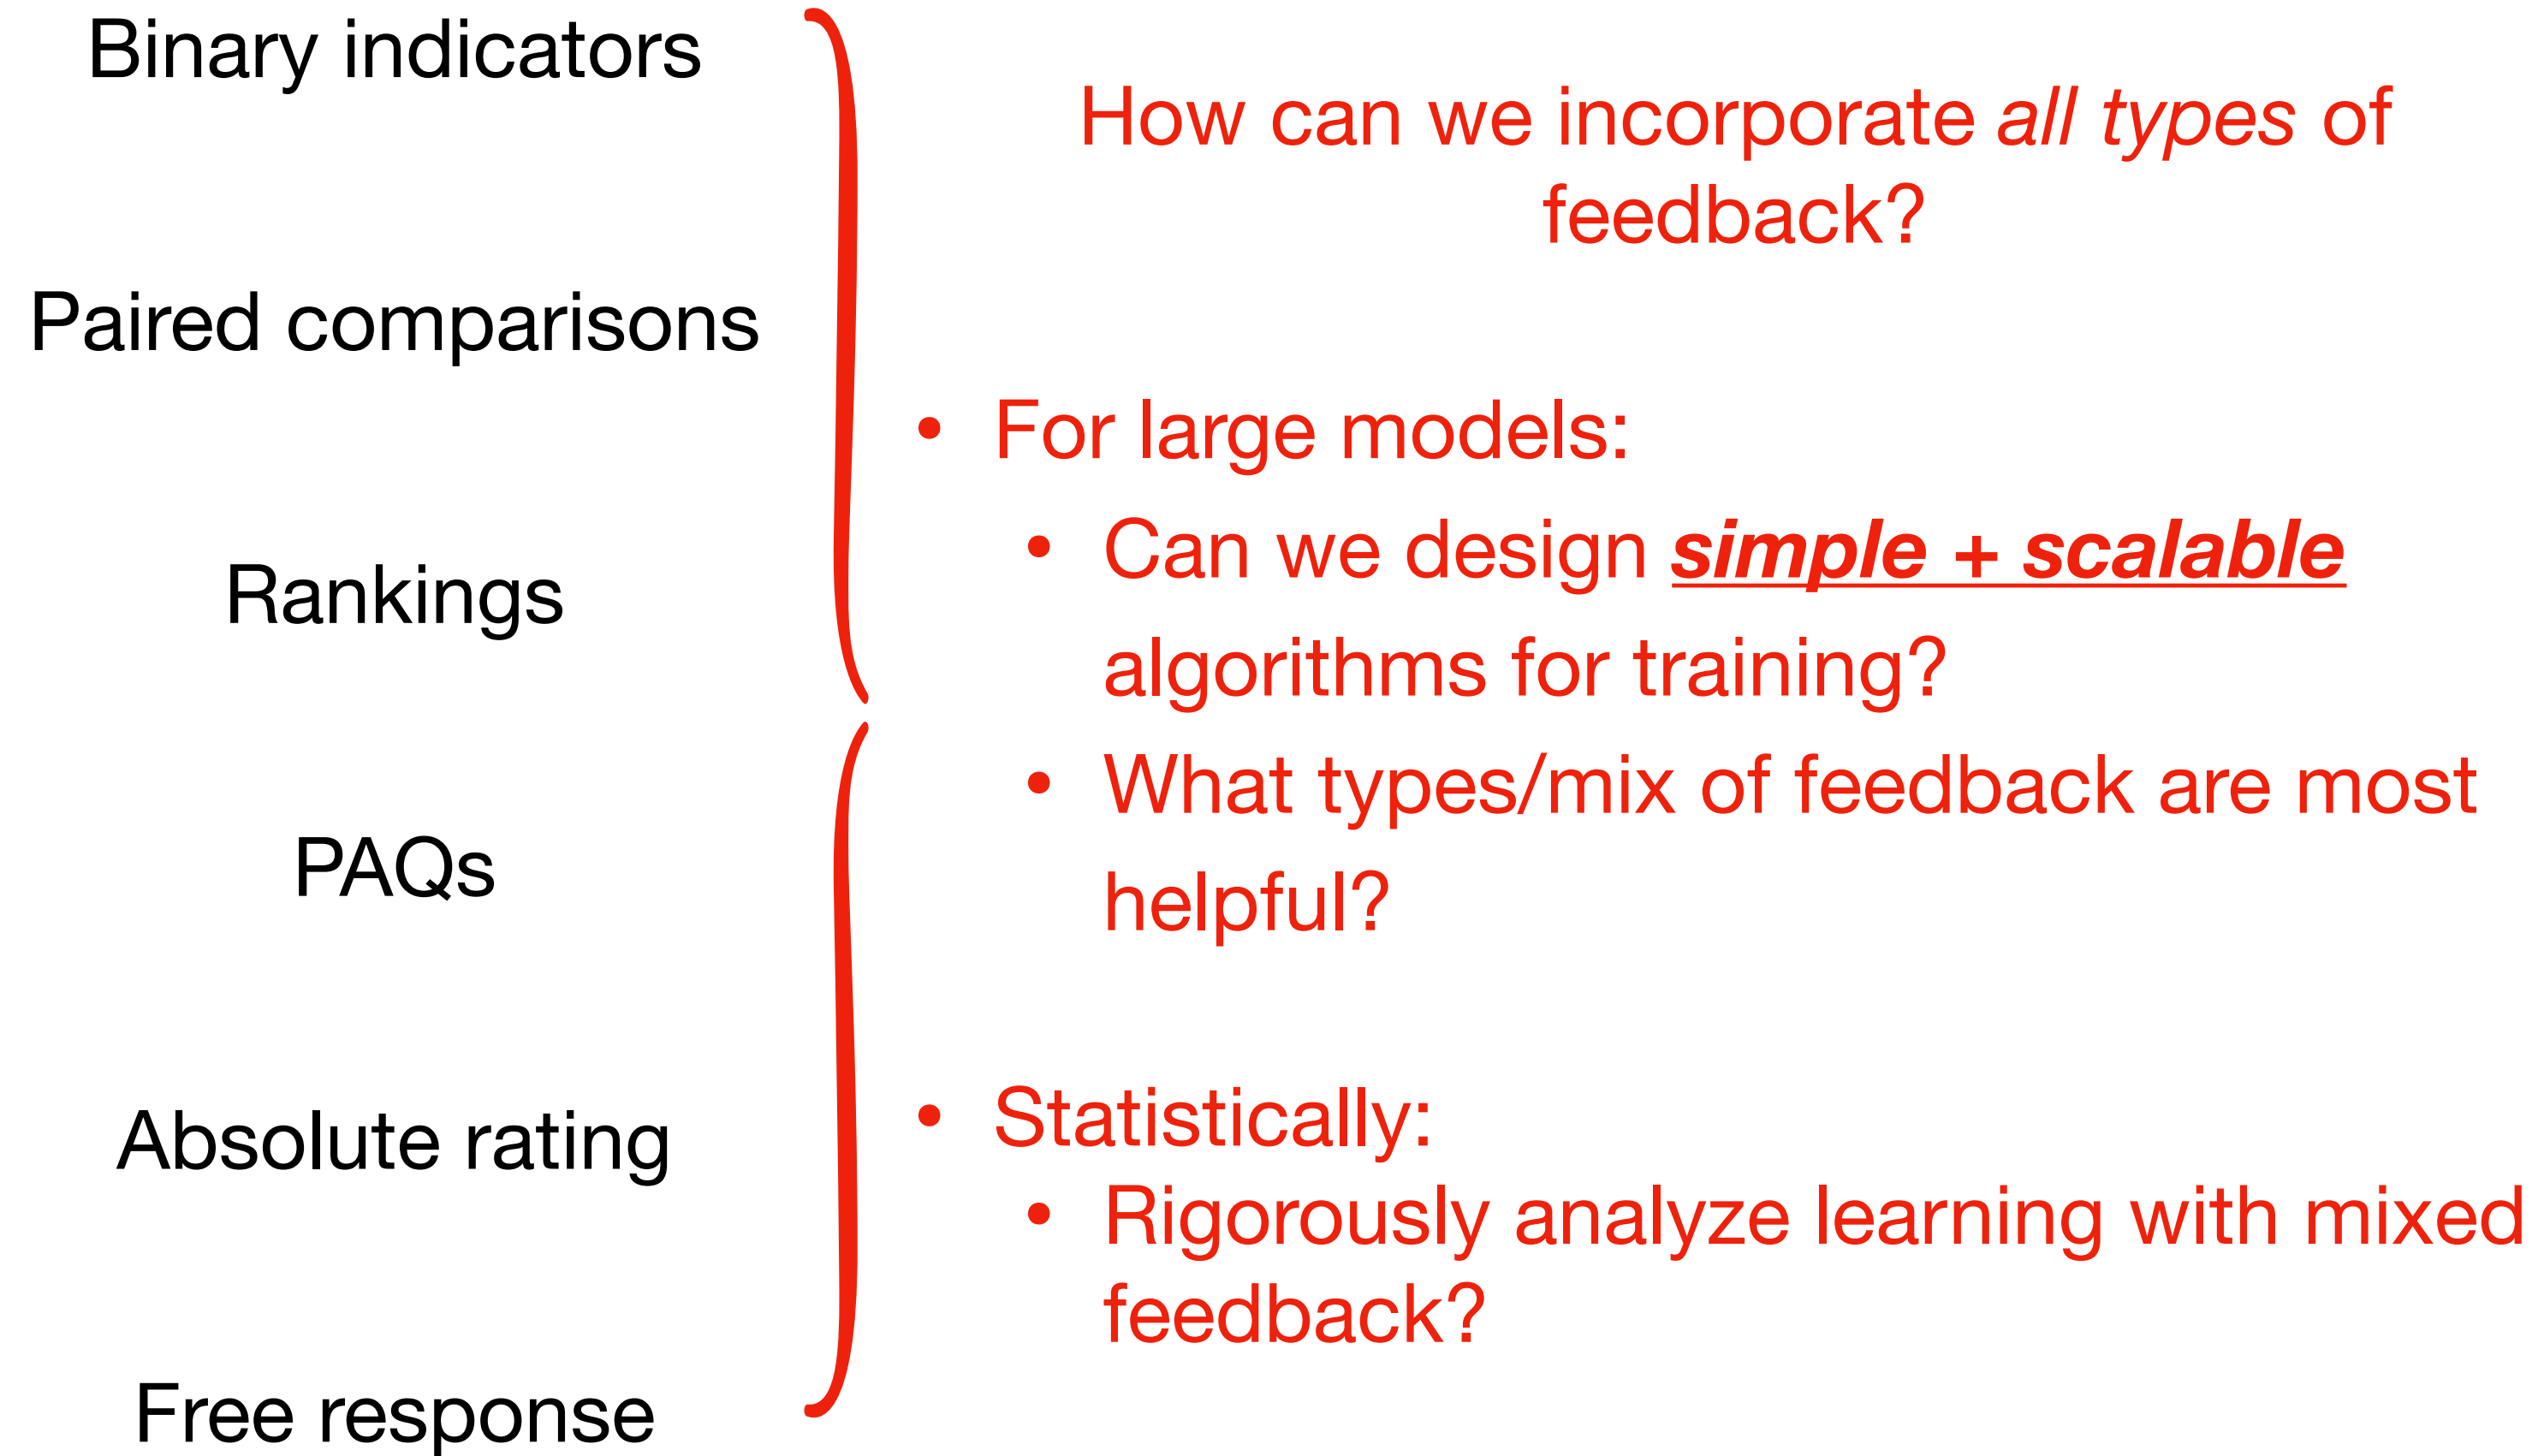 Binary indicators
Paired comparisons
Rankings
PAQs
Absolute rating
Free response
How can we incorporate all types of
feedback?
• For large models:
• Can we design simple + scalable
algorithms for training?
• What types/mix of feedback are most
helpful?
• Statistically:
• Rigorously analyze learning with mixed
feedback?